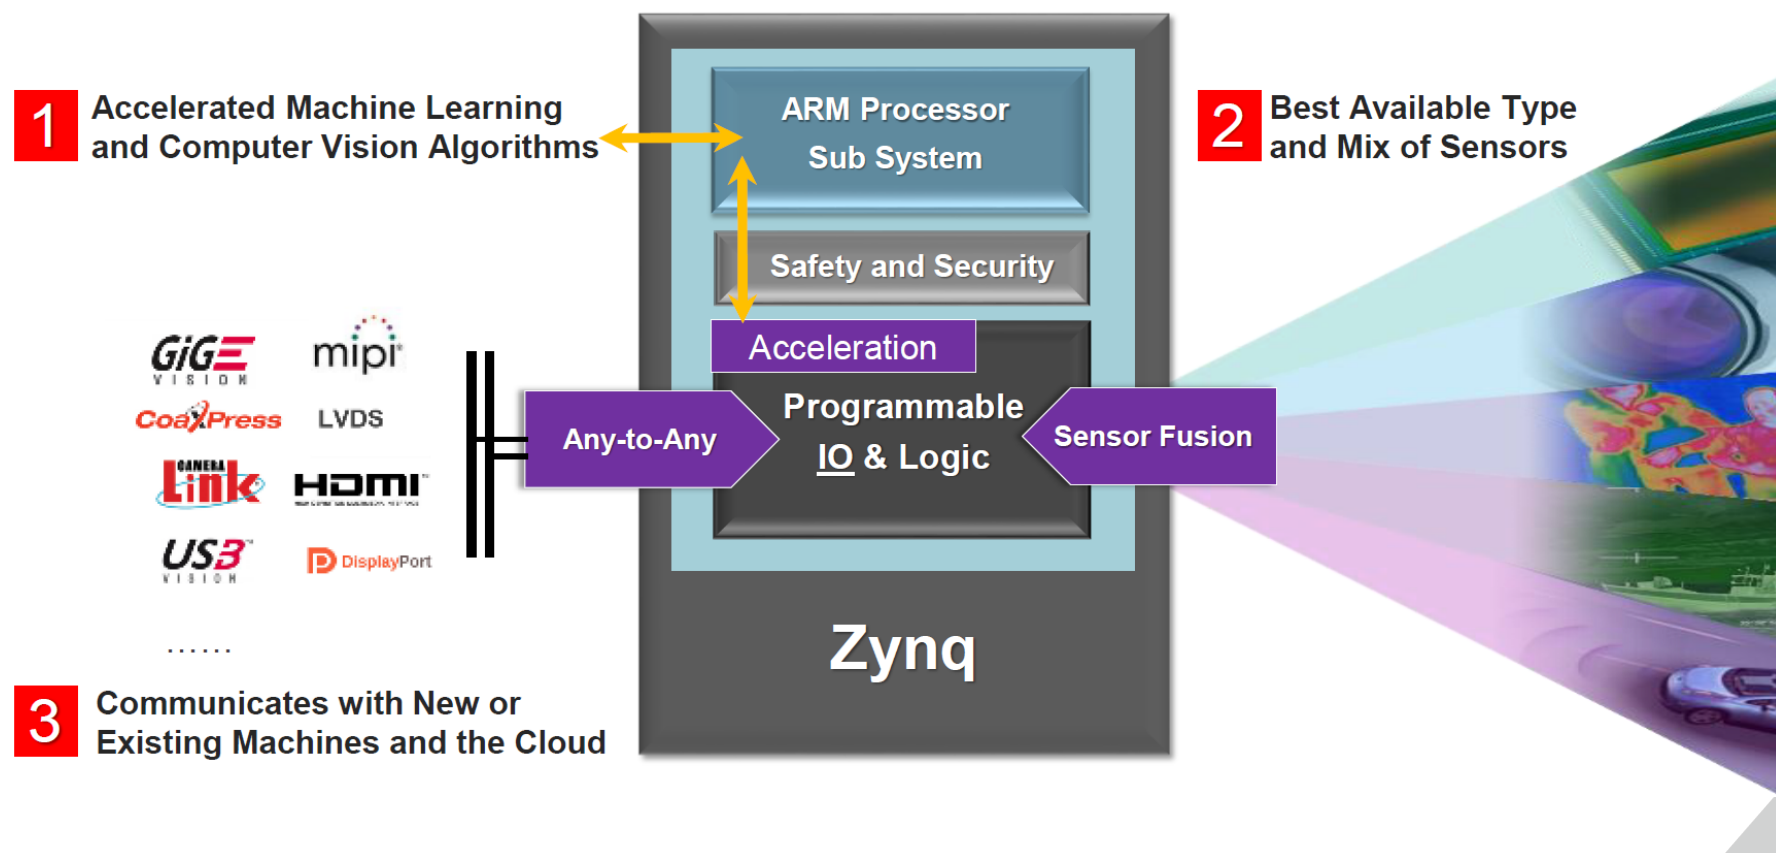 1
Accelerated Machine Learning
and Computer Vision Algorithms
ARM Processor
Sub System
Safety and Security
Acceleration
Programmable
IO & Logic
Any-to-Any
Sensor Fusion
Zynq
2
Best Available Type
and Mix of Sensors
GiGE
VISION
mipi
CoaXPress
LVDS
CAMERA
Link
HDMI
USB3
VISION
DisplayPort
......
3
Communicates with New or
Existing Machines and the Cloud